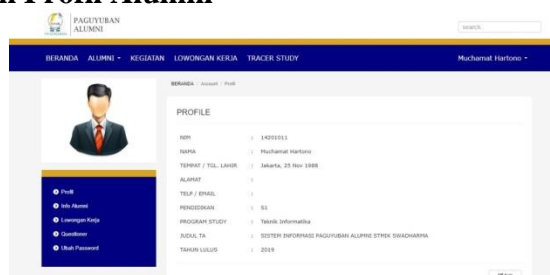 PAGUYUBAN
ALUMNI
search..
BERANDA ALUMNI KEGIATAN LOWONGAN KERJA TRACER STUDY Muchamat Hartono
BERANDA / Account / Profil
PROFILE
NIM : 14201011
NAMA : Muchamat Hartono
TEMPAT / TGL. LAHIR : Jakarta, 25 Nov 1988
ALAMAT :
TELP / EMAIL :
PENDIDIKAN : S1
PROGRAM STUDY : Teknik Informatika
JUDUL TA : SISTEM INFORMASI PAGUYUBAN ALUMNI STMIK SWADHARMA
TAHUN LULUS : 2019
Profil
Info Alumni
Lowongan Kerja
Questioner
Ubah Password